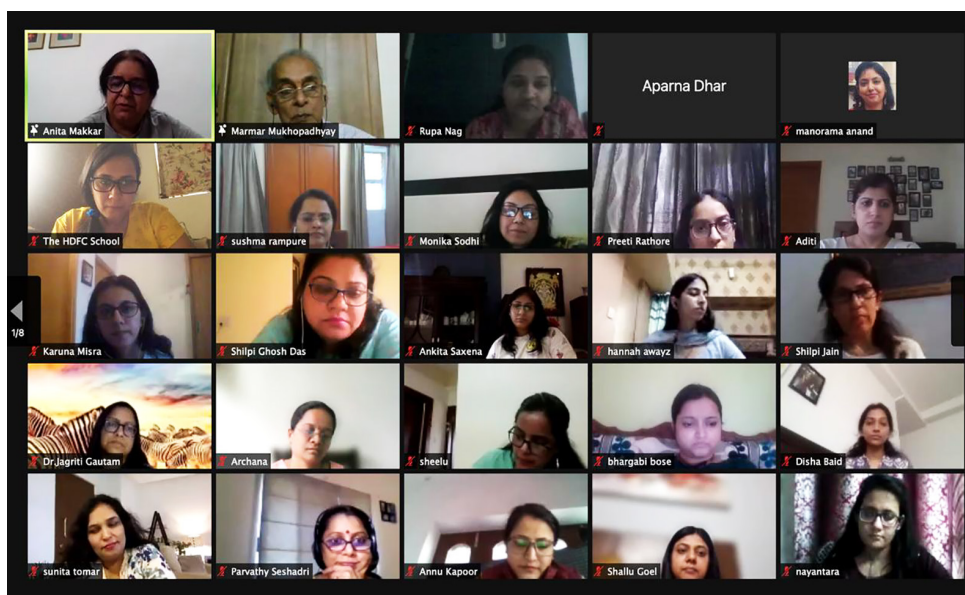 Anita Makkar
Marmar Mukhopadhyay
Rupa Nag
Aparna Dhar
manorama anand
The HDFC School
sushma rampure
Monika Sodhi
Preeti Rathore
Aditi
1/8
Karuna Misra
Shilpi Ghosh Das
Ankita Saxena
hannah awayz
Shilpi Jain
Dr.Jagriti Gautam
Archana
sheelu
bhargabi bose
Disha Baid
sunita tomar
Parvathy Seshadri
Annu Kapoor
Shallu Goel
nayantara